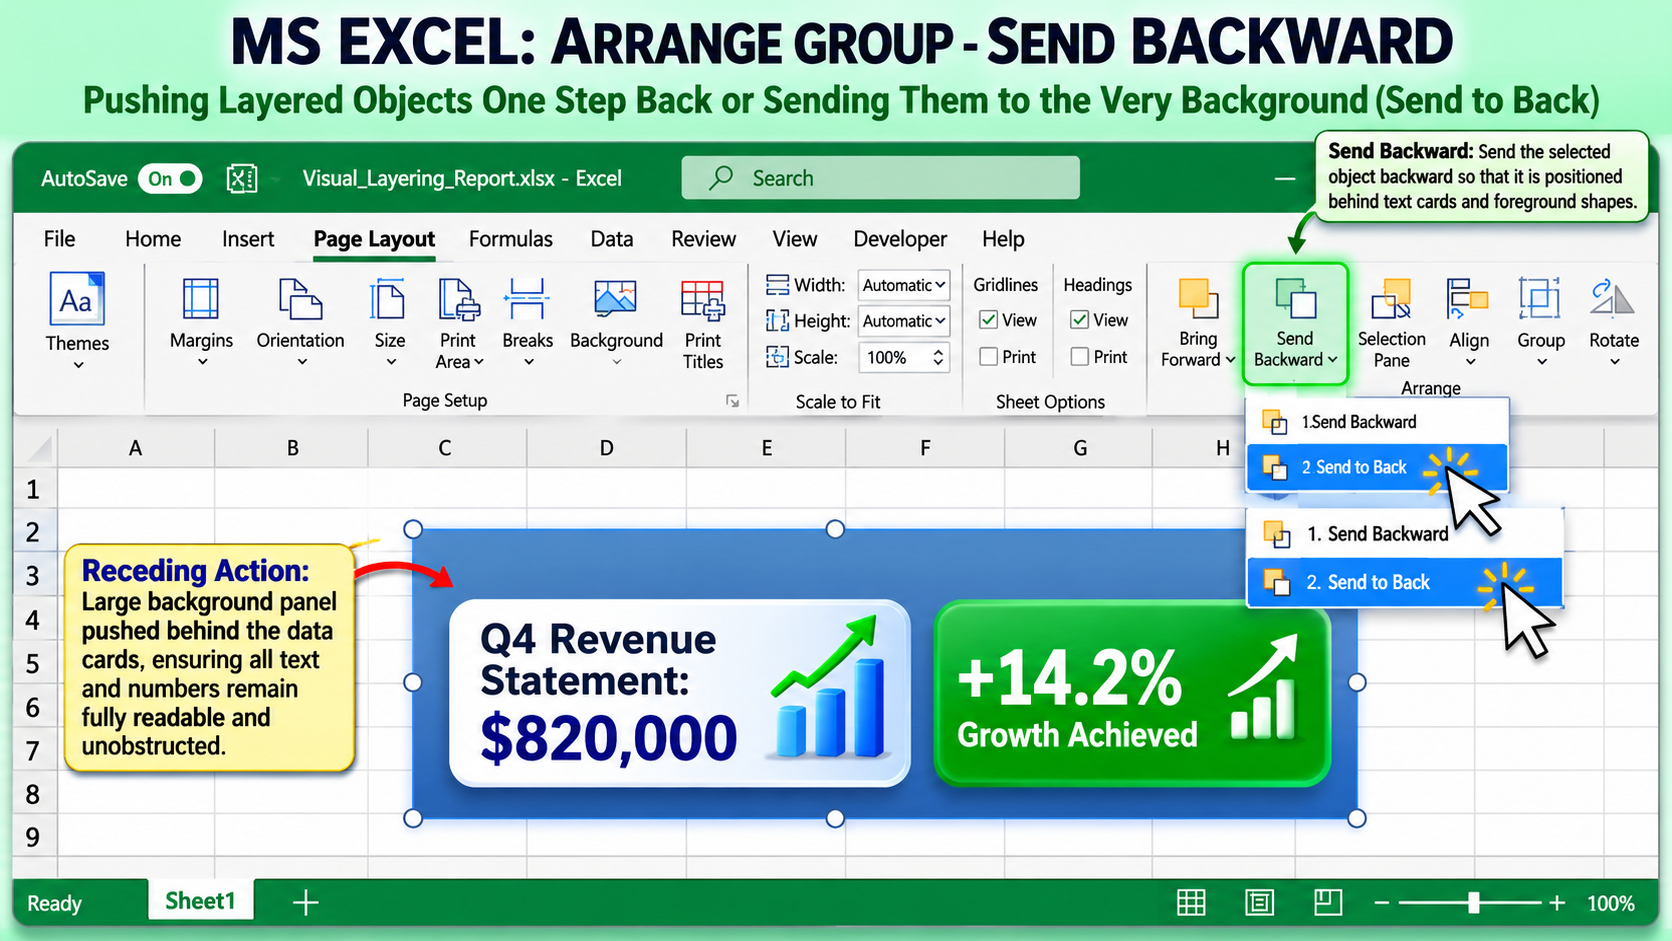 MS EXCEL: ARRANGE GROUP - SEND BACKWARD
Pushing Layered Objects One Step Back or Sending Them to the Very Background (Send to Back)
Send Backward: Send the selected
object backward so that it is positioned
behind text cards and foreground shapes.
AutoSave On Visual_Layering_Report.xlsx - Excel Search
File Home Insert Page Layout Formulas Data Review View Developer Help
Aa
Themes
Margins
Orientation
Size
Print
Area
Breaks
Background
Print
Titles
Page Setup
Width: Automatic
Height: Automatic
Scale: 100%
Scale to Fit
Gridlines
View
Print
Headings
View
Print
Sheet Options
Bring
Forward
Send
Backward
Selection
Pane
Align
Group
Rotate
Arrange
1.Send Backward
2 Send to Back
1. Send Backward
2. Send to Back
A B C D E F G H
1
2
3
4
5
6
7
8
9
Receding Action:
Large background panel
pushed behind the data
cards, ensuring all text
and numbers remain
fully readable and
unobstructed.
Q4 Revenue
Statement:
$820,000
+14.2%
Growth Achieved
Ready Sheet1 100%